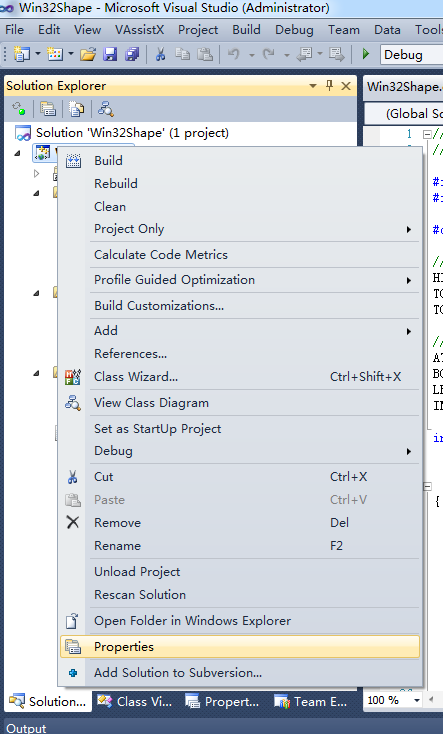 Win32Shape - Microsoft Visual Studio (Administrator)
File Edit View VAssistX Project Build Debug Team Data Tools
Debug
Solution Explorer
Win32Shape.
(Global Sc
Solution 'Win32Shape' (1 project)
1
Build
Rebuild
Clean
Project Only
Calculate Code Metrics
Profile Guided Optimization
Build Customizations...
Add
References...
Class Wizard... Ctrl+Shift+X
View Class Diagram
Set as StartUp Project
Debug
Cut Ctrl+X
Paste Ctrl+V
Remove Del
Rename F2
Unload Project
Rescan Solution
Open Folder in Windows Explorer
Properties
Add Solution to Subversion...
//
//
#i
#i
#d
//
HI
TC
TC
//
AT
BO
LE
IN
in
{
Solution... Class Vi... Propert... Team E... 100 %
Output